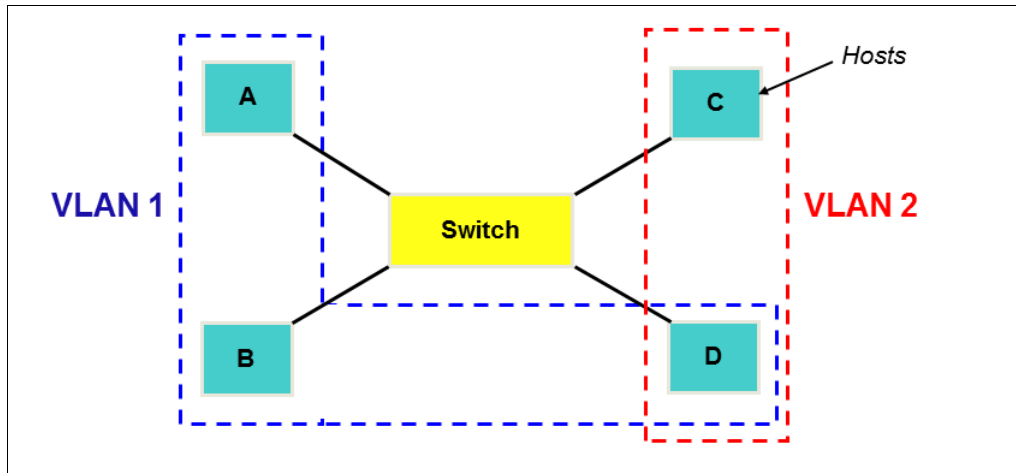 A
C
Hosts
VLAN 1
Switch
VLAN 2
B
D